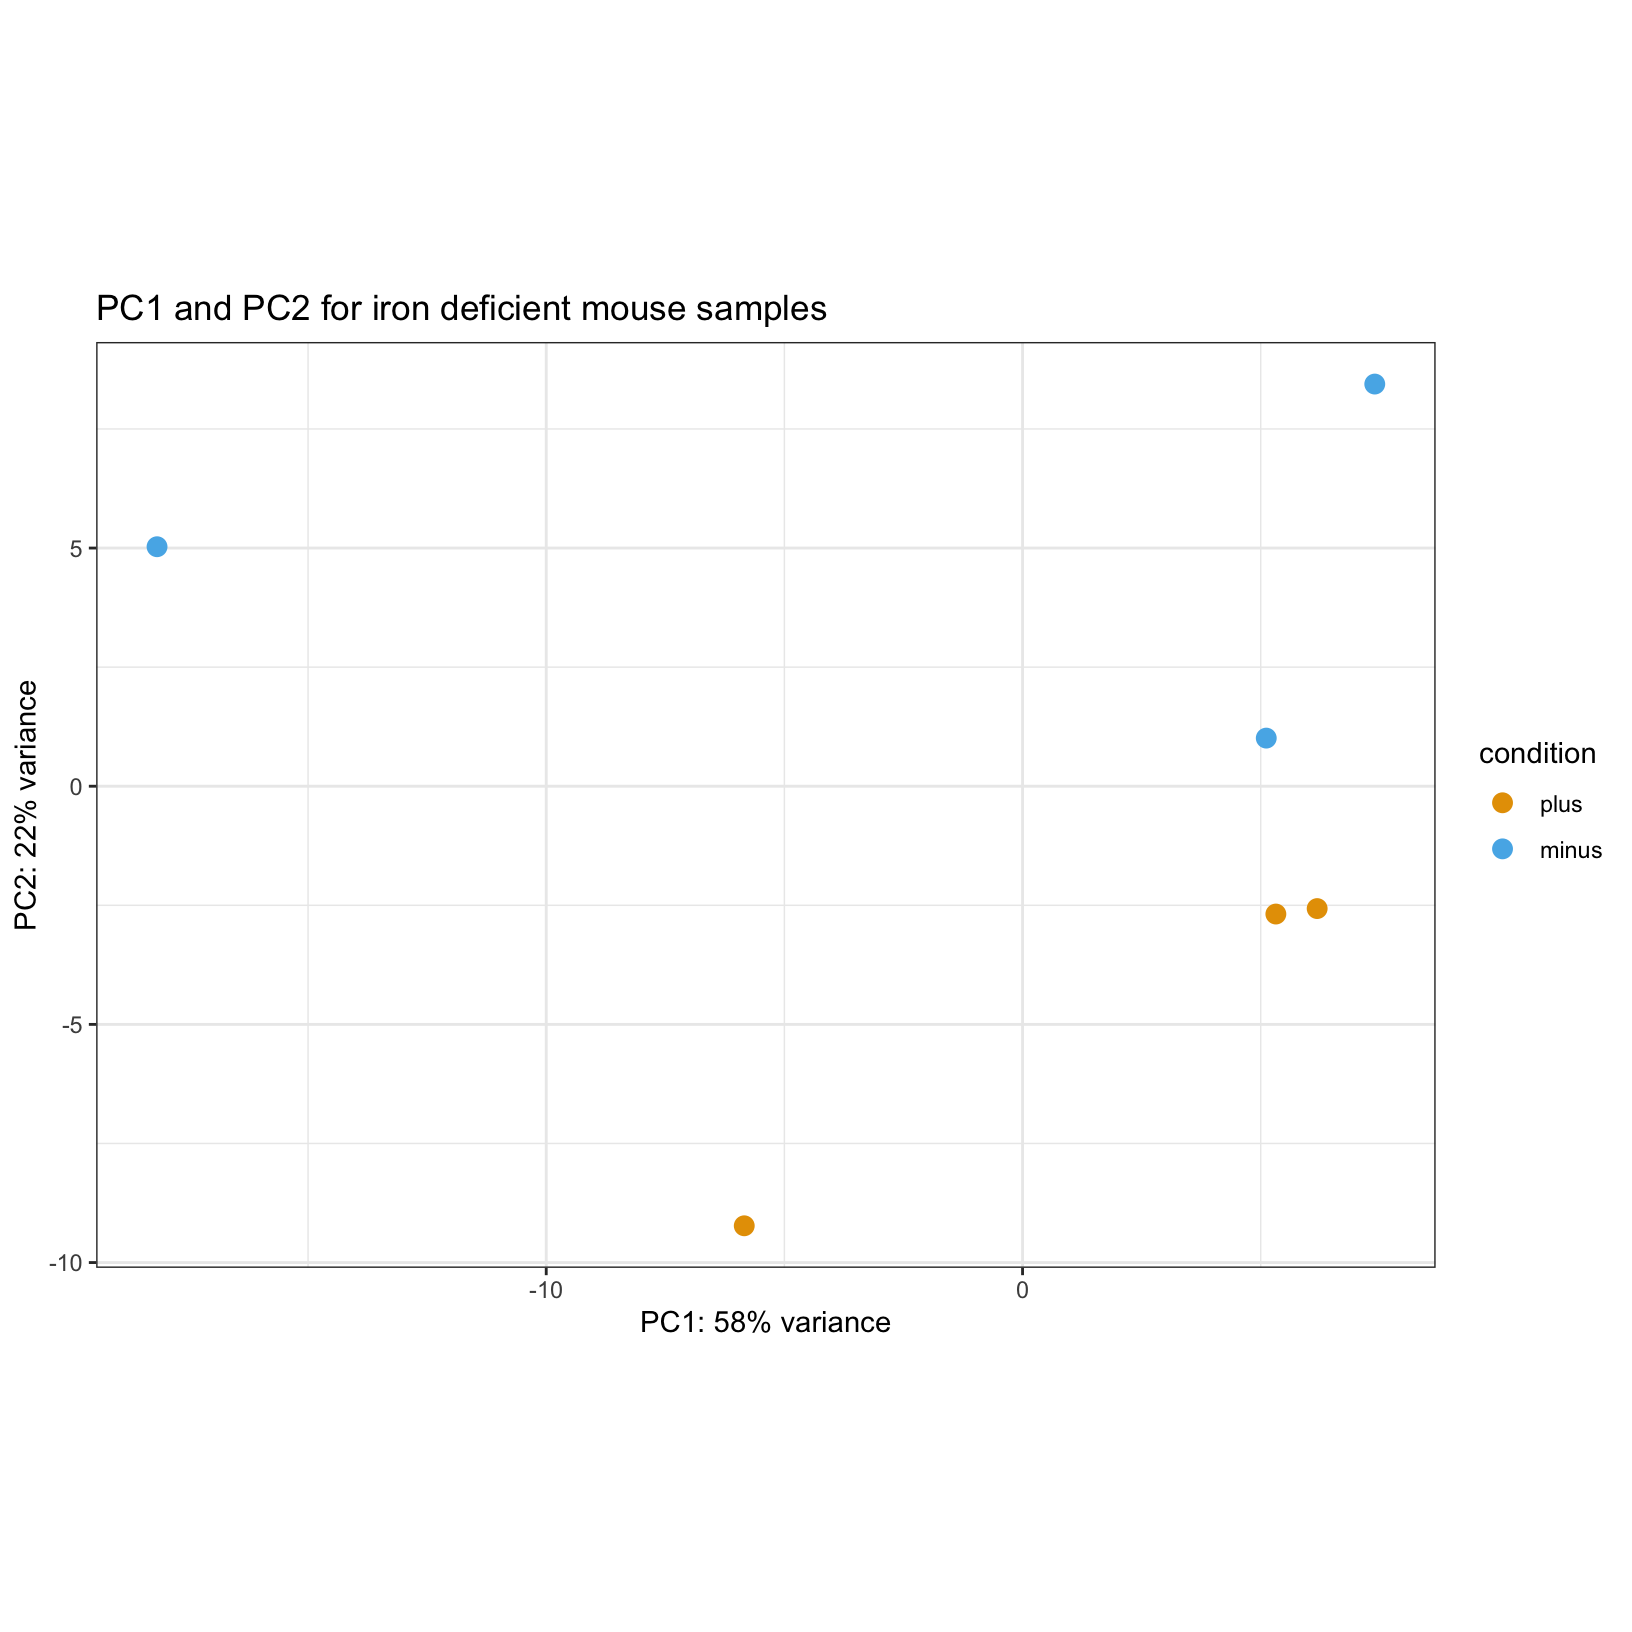 PC1 and PC2 for iron deficient mouse samples
5
0
-5
-10
PC2: 22% variance
-10
0
PC1: 58% variance
condition
plus
minus